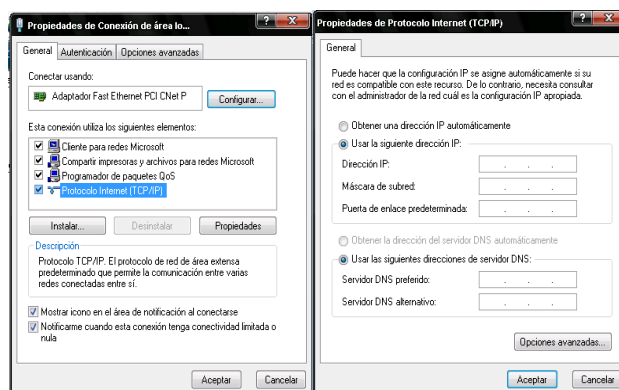 Propiedades de Conexión de área lo...
General
Autenticación
Opciones avanzadas
Conectar usando:
Adaptador Fast Ethernet PCI CNet P
Configurar...
Esta conexión utiliza los siguientes elementos:
Cliente para redes Microsoft
Compartir impresoras y archivos para redes Microsoft
Programador de paquetes QoS
Protocolo Internet (TCP/IP)
Instalar...
Desinstalar
Propiedades
Descripción
Protocolo TCP/IP. El protocolo de red de área extensa
predeterminado que permite la comunicación entre varias
redes conectadas entre sí.
Mostrar icono en el área de notificación al conectarse
Notificarme cuando esta conexión tenga conectividad limitada o
nula
Aceptar
Cancelar
Propiedades de Protocolo Internet (TCP/IP)
General
Puede hacer que la configuración IP se asigne automáticamente si su
red es compatible con este recurso. De lo contrario, necesita consultar
con el administrador de la red cuál es la configuración IP apropiada.
Obtener una dirección IP automáticamente
Usar la siguiente dirección IP:
Dirección IP:
Máscara de subred:
Puerta de enlace predeterminada:
Obtener la dirección del servidor DNS automáticamente
Usar las siguientes direcciones de servidor DNS:
Servidor DNS preferido:
Servidor DNS alternativo:
Opciones avanzadas...
Aceptar
Cancelar